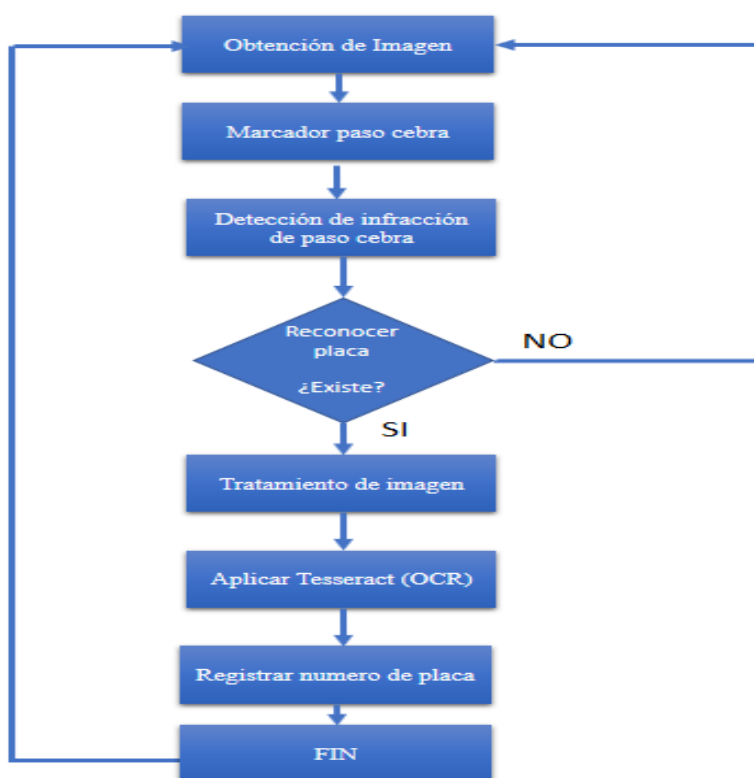 Obtención de Imagen
Marcador paso cebra
Detección de infracción
de paso cebra
Reconocer
placa
¿Existe?
NO
SI
Tratamiento de imagen
Aplicar Tesseract (OCR)
Registrar numero de placa
FIN